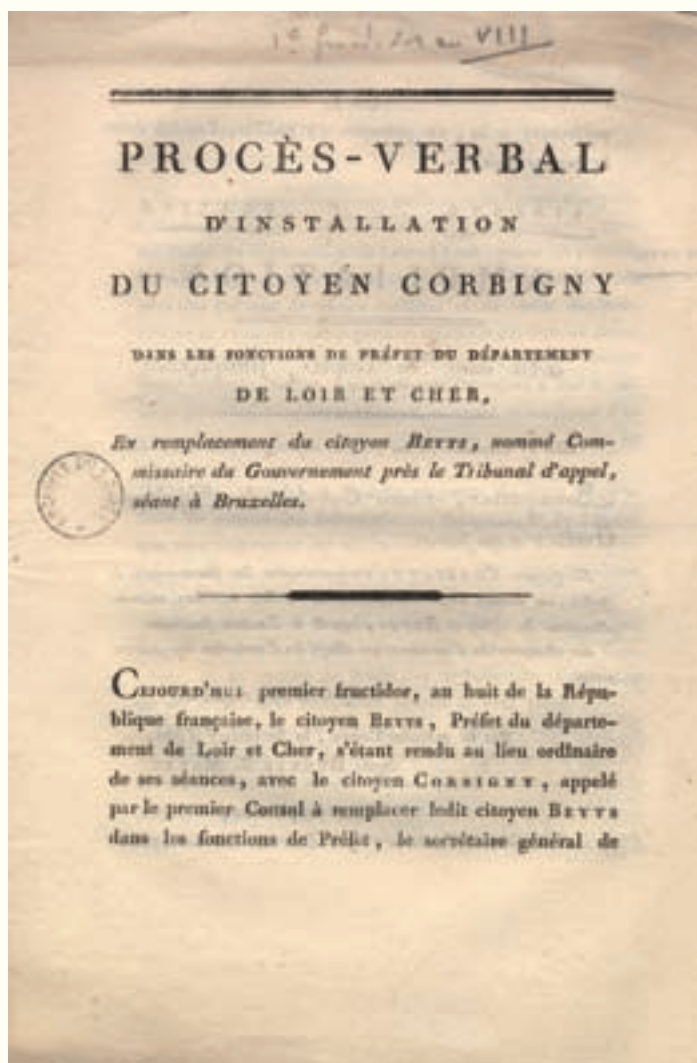 VIII
PROCÈS-VERBAL
D'INSTALLATION
DU CITOYEN CORBIGNY
DANS LES FONCTIONS DE PRÉFET DU DÉPARTEMENT
DE LOIR ET CHER,
En remplacement du citoyen BEYTS, nommé Com-
missaire du Gouvernement près le Tribunal d'appel,
séant à Bruxelles.
CEJOURD'HUI premier fructidor, an huit de la Répu-
blique française, le citoyen BEYTS, Préfet du départe-
ment de Loir et Cher, s'étant rendu au lieu ordinaire
de ses séances, avec le citoyen CORBIGNY, appelé
par le premier Consul à remplacer ledit citoyen BEYTS
dans les fonctions de Préfet, le secrétaire général de